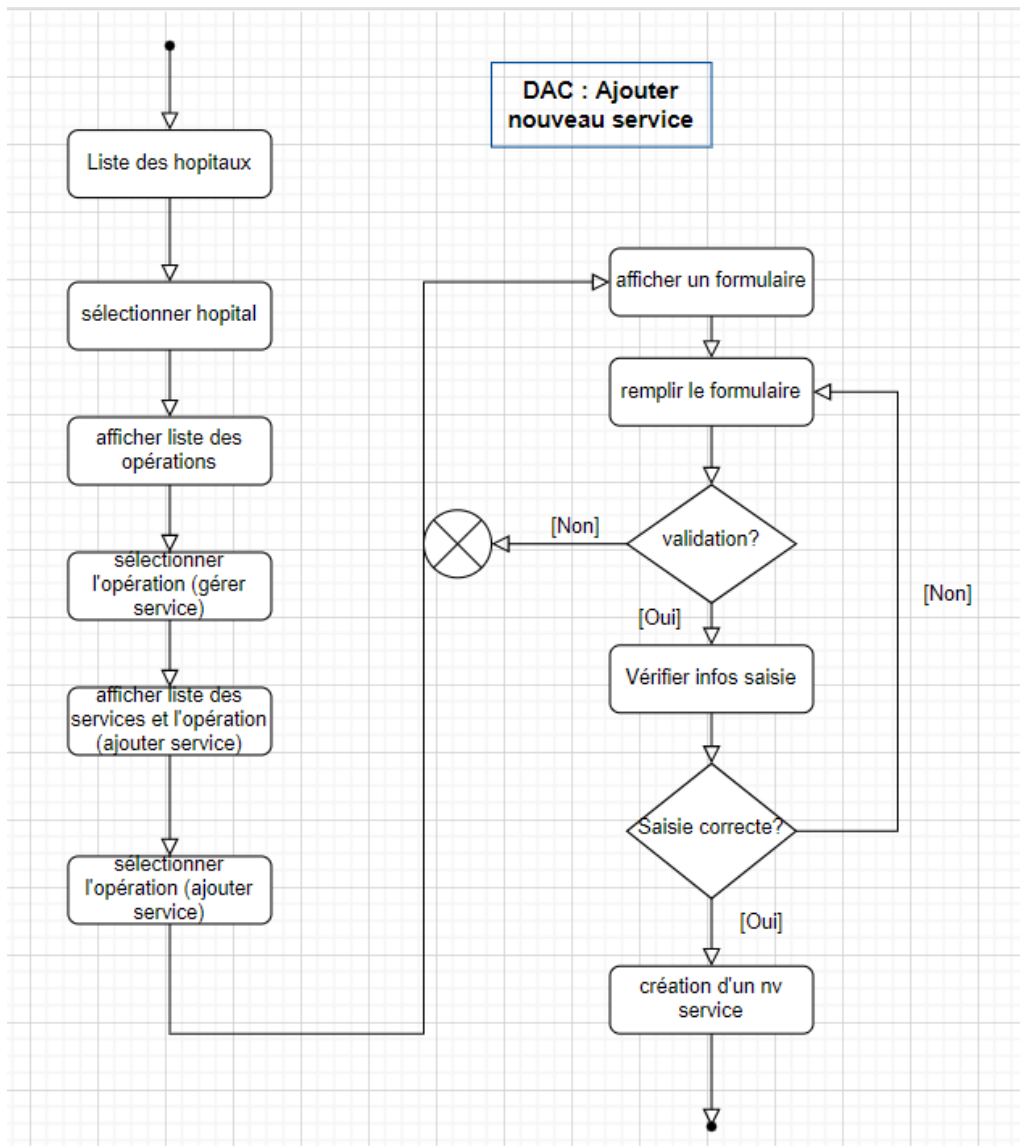 DAC : Ajouter
nouveau service
Liste des hopitaux
sélectionner hopital
afficher liste des
opérations
sélectionner
l'opération (gérer
service)
afficher liste des
services et l'opération
(ajouter service)
sélectionner
l'opération (ajouter
service)
afficher un formulaire
remplir le formulaire
validation?
[Non]
[Oui]
Vérifier infos saisie
Saisie correcte?
[Non]
[Oui]
création d'un nv
service